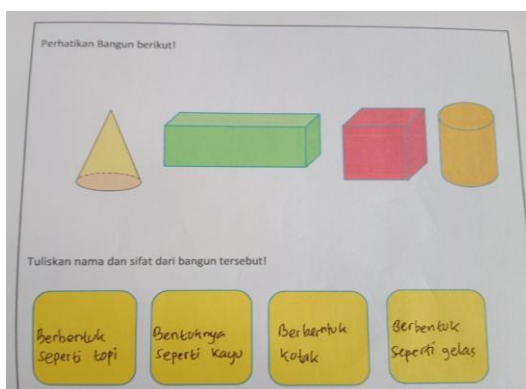 Perhatikan Bangun berikut!
Tuliskan nama dan sifat dari bangun tersebut!
Berbentuk
seperti topi
Bentuknya
seperti kayu
Berbentuk
kotak
Berbentuk
seperti gelas